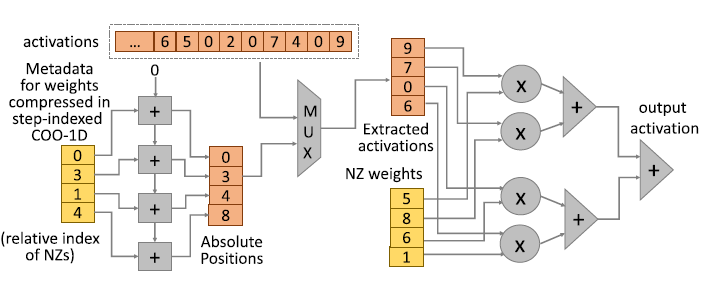 activations
... 6 5 0 2 0 7 4 0 9
Metadata
for weights
compressed in
step-indexed
COO-1D
0
3
1
4
(relative index
of NZs)
0
+
+
+
+
0
3
4
8
Absolute
Positions
M
U
X
9
7
0
6
Extracted
activations
NZ weights
5
8
6
1
X
X
X
X
+
+
output
activation
+